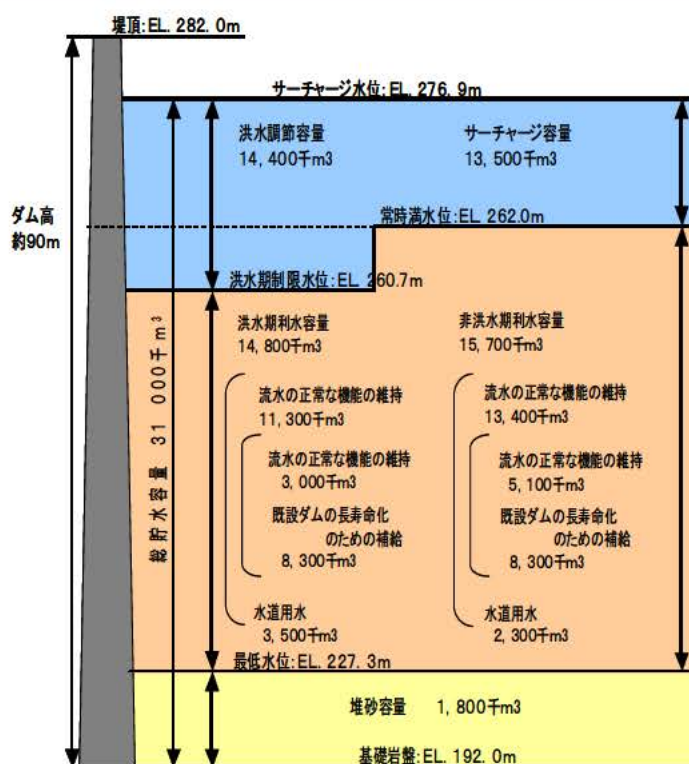 堤頂:EL. 282. 0m
サーチャージ水位:EL. 276. 9m
洪水調節容量
14, 400千m3
サーチャージ容量
13, 500千m3
ダム高
約90m
常時満水位:EL 262.0m
洪水期制限水位:EL. 260.7m
総貯水容量 31 000千m³
洪水期利水容量
14, 800千m3
非洪水期利水容量
15, 700千m3
流水の正常な機能の維持
11, 300千m3
流水の正常な機能の維持
13, 400千m3
流水の正常な機能の維持
3, 000千m3
流水の正常な機能の維持
5, 100千m3
既設ダムの長寿命化
のための補給
8, 300千m3
既設ダムの長寿命化
のための補給
8, 300千m3
水道用水
3, 500千m3
水道用水
2, 300千m3
最低水位:EL. 227. 3m
堆砂容量 1, 800千m3
基礎岩盤:EL. 192. 0m